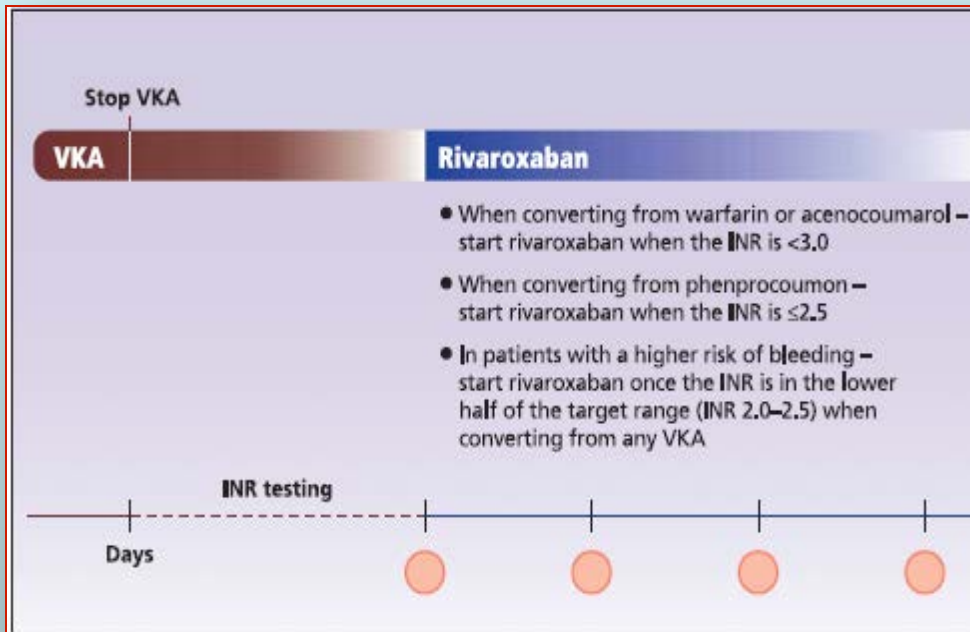 Stop VKA
VKA
Rivaroxaban
● When converting from warfarin or acenocoumarol –
start rivaroxaban when the INR is <3.0
● When converting from phenprocoumon –
start rivaroxaban when the INR is ≤2.5
● In patients with a higher risk of bleeding –
start rivaroxaban once the INR is in the lower
half of the target range (INR 2.0–2.5) when
converting from any VKA
INR testing
Days